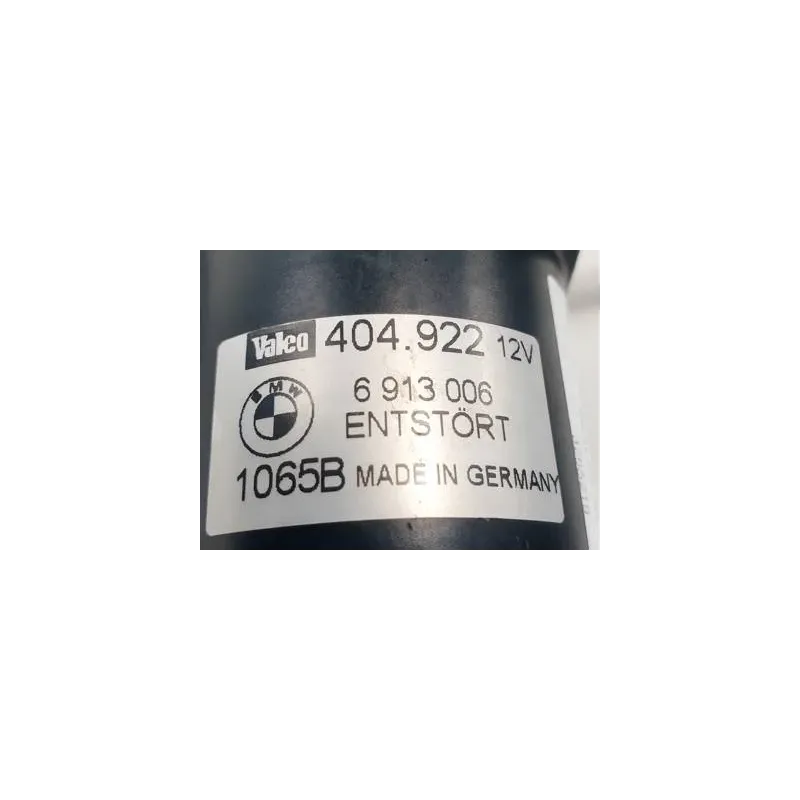 Valeo 404.922 12V
BMW
6 913 006
ENTSTÖRT
1065B MADE IN GERMANY